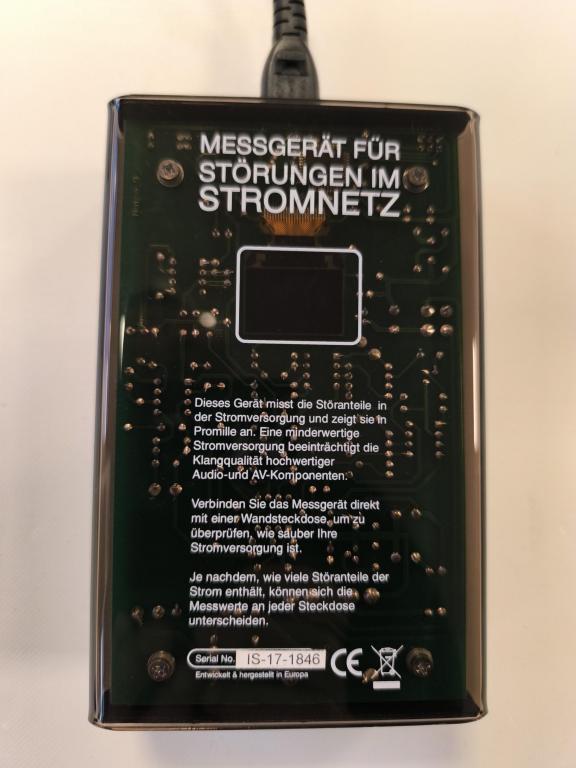 MESSGERÄT FÜR
STÖRUNGEN IM
STROMNETZ
Dieses Gerät misst die Störanteile in
der Stromversorgung und zeigt sie in
Promille an. Eine minderwertige
Stromversorgung beeinträchtigt die
Klangqualität hochwertiger
Audio-und AV-Komponenten.
Verbinden Sie das Messgerät direkt
mit einer Wandsteckdose, um zu
überprüfen, wie sauber Ihre
Stromversorgung ist.
Je nachdem, wie viele Störanteile der
Strom enthält, können sich die
Messwerte an jeder Steckdose
unterscheiden.
Serial No. IS-17-1846 CE
Entwickelt & hergestellt in Europa